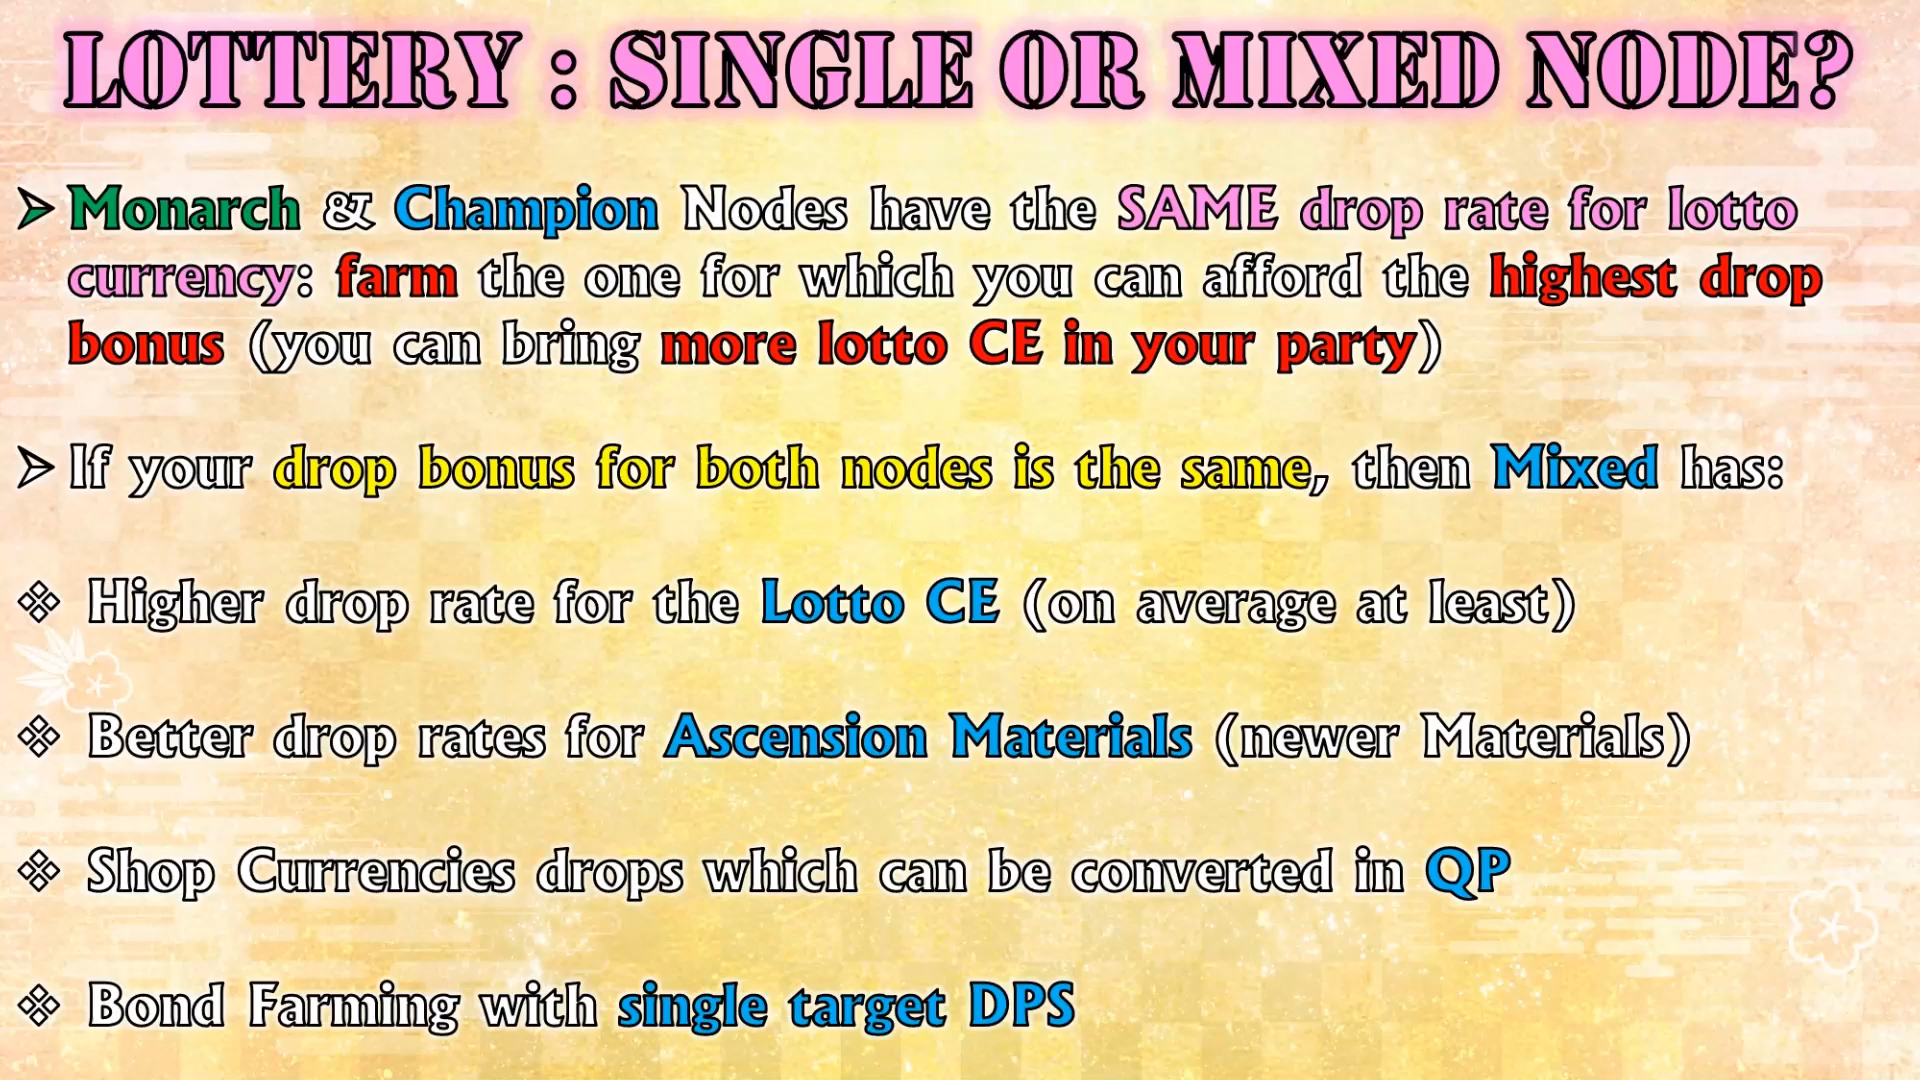 LOTTERY : SINGLE OR MIXED NODE?
➢ Monarch & Champion Nodes have the SAME drop rate for lotto
currency: farm the one for which you can afford the highest drop
bonus (you can bring more lotto CE in your party)
➢ If your drop bonus for both nodes is the same, then Mixed has:
❖ Higher drop rate for the Lotto CE (on average at least)
❖ Better drop rates for Ascension Materials (newer Materials)
❖ Shop Currencies drops which can be converted in QP
❖ Bond Farming with single target DPS